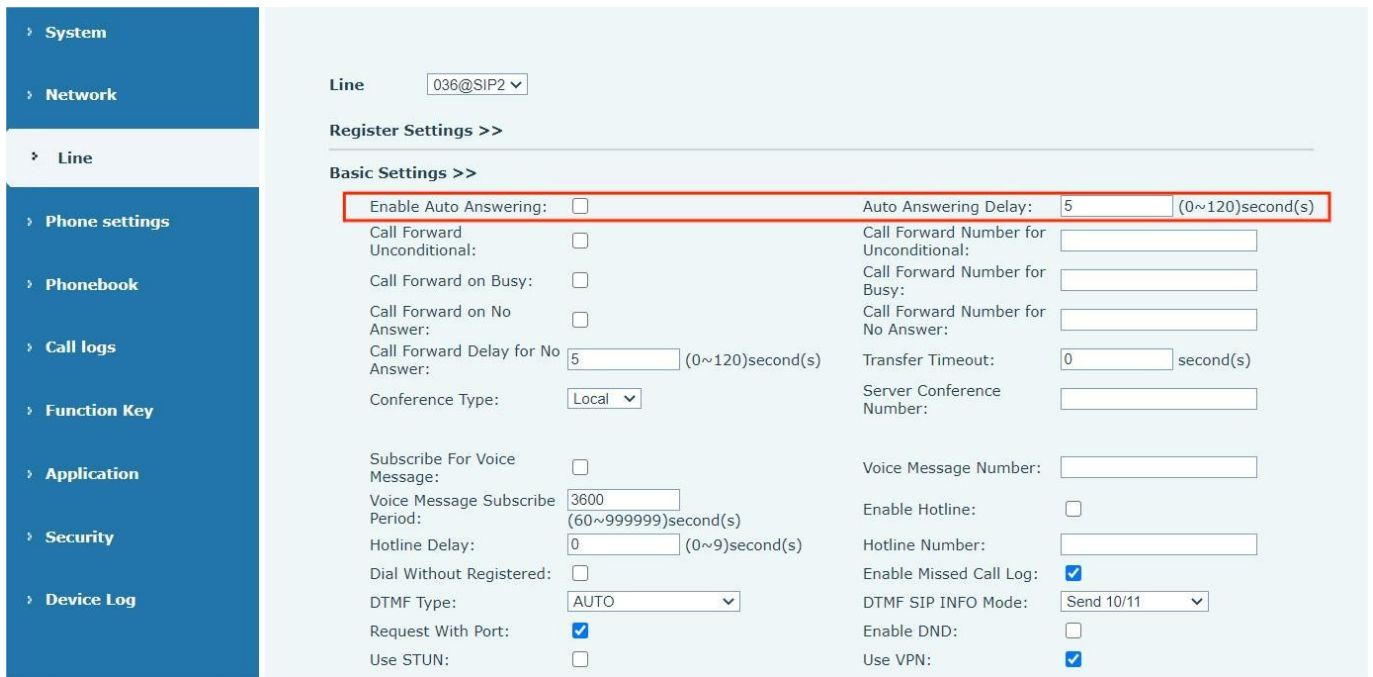 System
Network
Line
Phone settings
Phonebook
Call logs
Function Key
Application
Security
Device Log
Line 036@SIP2
Register Settings >>
Basic Settings >>
Enable Auto Answering: Auto Answering Delay: 5 (0~120)second(s)
Call Forward
Unconditional:
Call Forward Number for
Unconditional:
Call Forward on Busy:
Call Forward Number for
Busy:
Call Forward on No
Answer:
Call Forward Number for
No Answer:
Call Forward Delay for No
Answer:
5 (0~120)second(s)
Transfer Timeout: 0 second(s)
Conference Type: Local
Server Conference
Number:
Subscribe For Voice
Message:
Voice Message Number:
Voice Message Subscribe
Period:
3600
(60~999999)second(s)
Enable Hotline:
Hotline Delay: 0 (0~9)second(s) Hotline Number:
Dial Without Registered: Enable Missed Call Log:
DTMF Type: AUTO DTMF SIP INFO Mode: Send 10/11
Request With Port: Enable DND:
Use STUN: Use VPN: